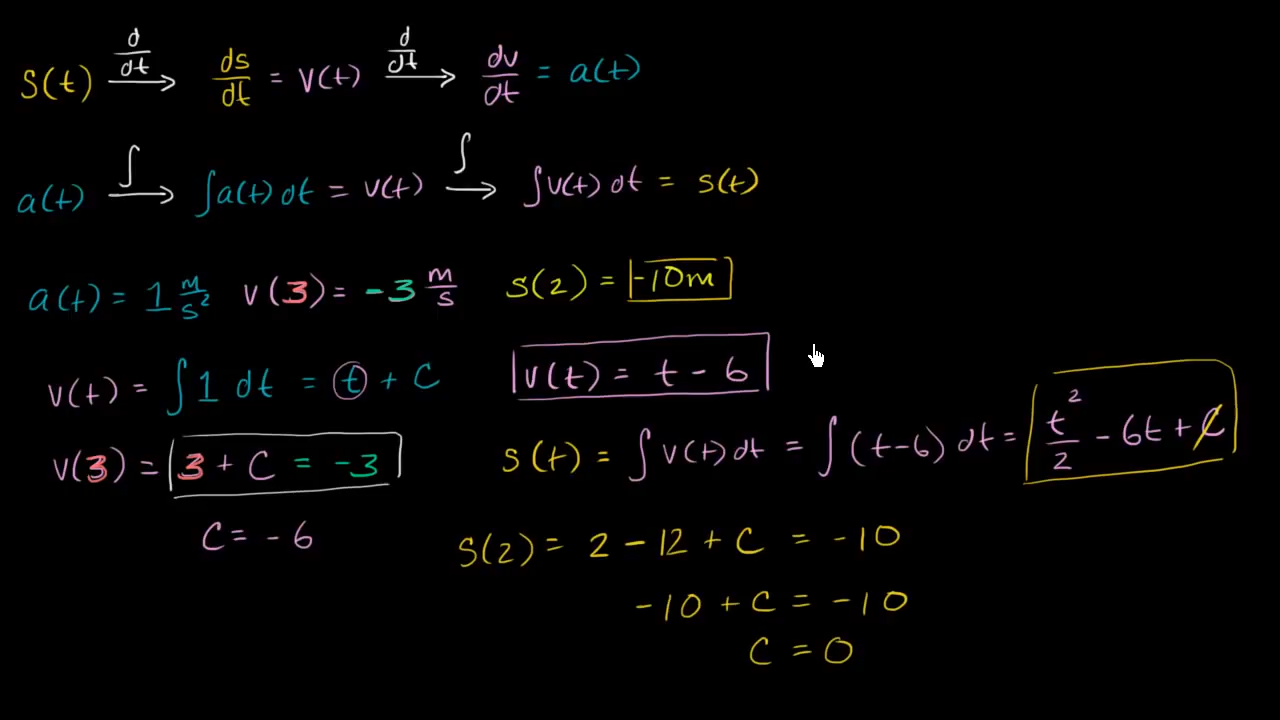 S(t) d/dt → ds/dt = v(t) d/dt → dv/dt = a(t)
a(t) ∫ → ∫a(t) dt = v(t) ∫ → ∫v(t) dt = s(t)
a(t) = 1 m/s² v(3) = -3 m/s s(2) = -10m
v(t) = ∫ 1 dt = t + C v(t) = t - 6
v(3) = 3 + C = -3 s(t) = ∫ v(t) dt = ∫ (t-6) dt = t²/2 - 6t + C
C = -6 S(2) = 2 - 12 + C = -10
-10 + C = -10
C = 0